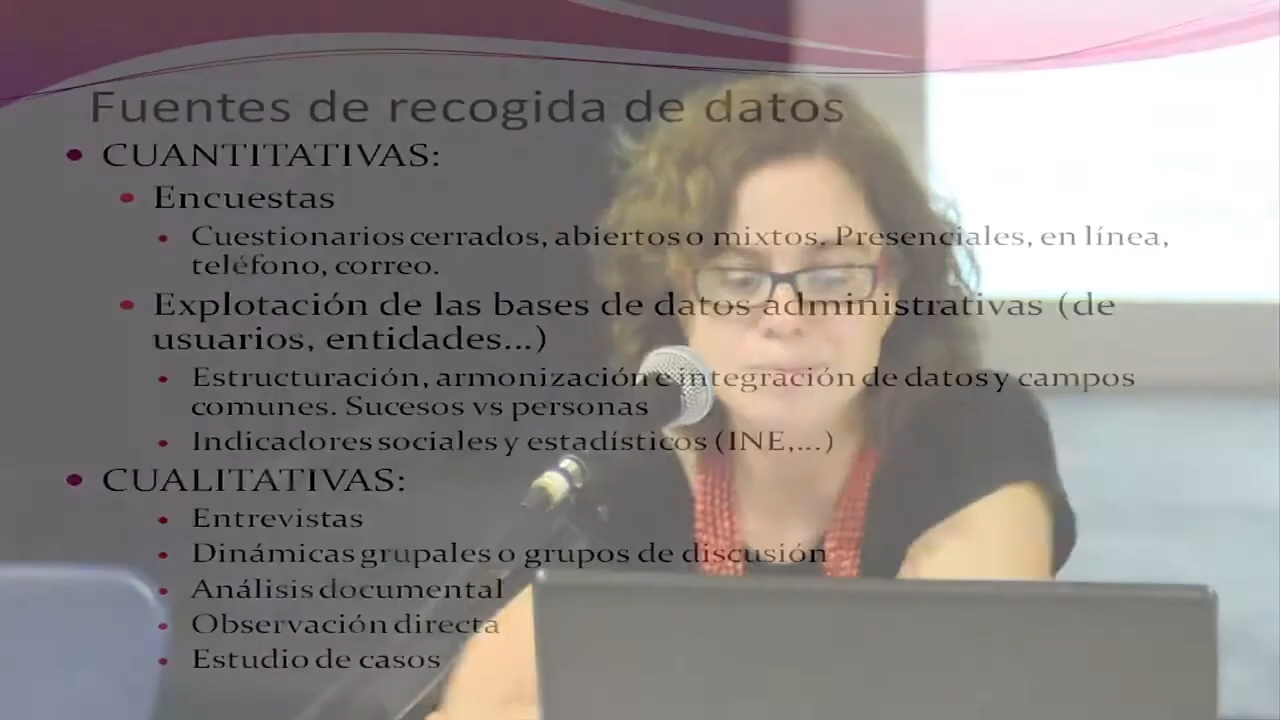 Fuentes de recogida de datos
• CUANTITATIVAS:
• Encuestas
• Cuestionarios cerrados, abiertos o mixtos. Presenciales, en línea,
teléfono, correo.
• Explotación de las bases de datos administrativas (de
usuarios, entidades...)
• Estructuración, armonización e integración de datos y campos
comunes. Sucesos vs personas
• Indicadores sociales y estadísticos (INE,...)
• CUALITATIVAS:
• Entrevistas
• Dinámicas grupales o grupos de discusión
• Análisis documental
• Observación directa
• Estudio de casos